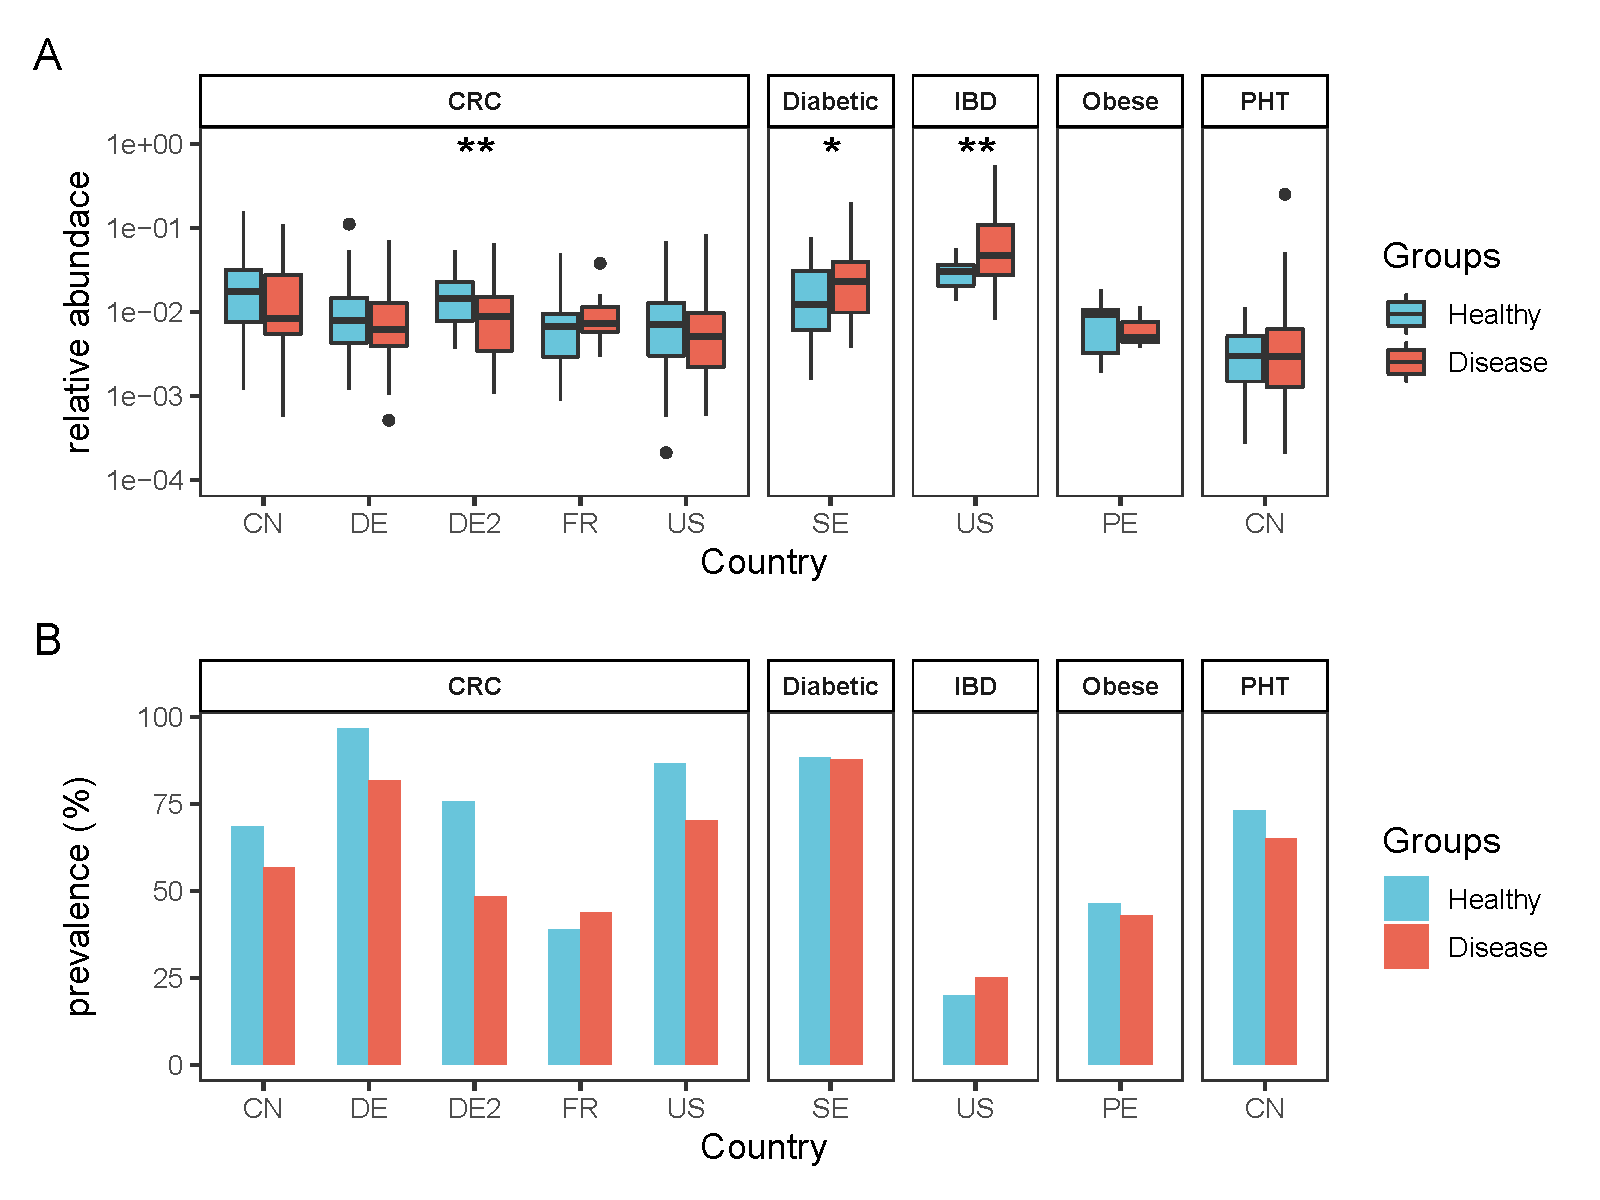 A
CRC Diabetic IBD Obese PHT
** * **
1e+00
1e−01
1e−02
1e−03
1e−04
relative abundace
CN DE DE2 FR US SE US PE CN
Country
Groups
Healthy
Disease
B
CRC Diabetic IBD Obese PHT
100
75
50
25
0
prevalence (%)
CN DE DE2 FR US SE US PE CN
Country
Groups
Healthy
Disease